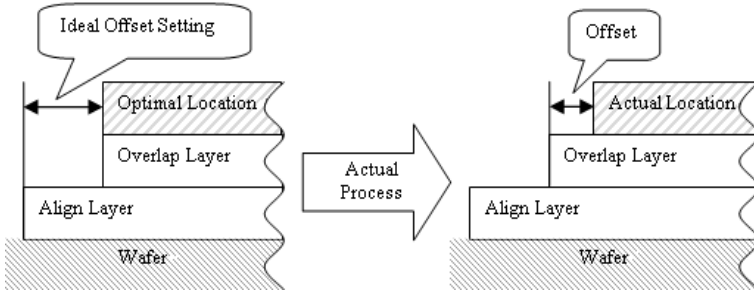 Ideal Offset Setting
Optimal Location
Overlap Layer
Align Layer
Wafer
Actual
Process
Offset
Actual Location
Overlap Layer
Align Layer
Wafer